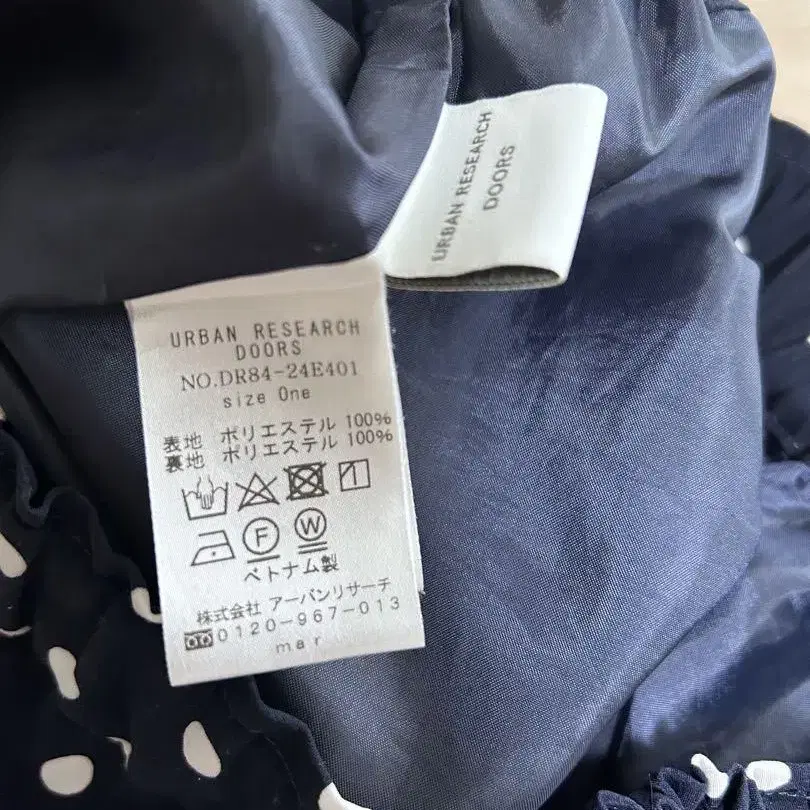 URBAN RESEARCH
DOORS
URBAN RESEARCH
DOORS
NO.DR84-24E401
size One
表地 ポリエステル 100%
裏地 ポリエステル 100%
F
W
ベトナム製
株式会社 アーバンリサーチ
0120-967-013
mar